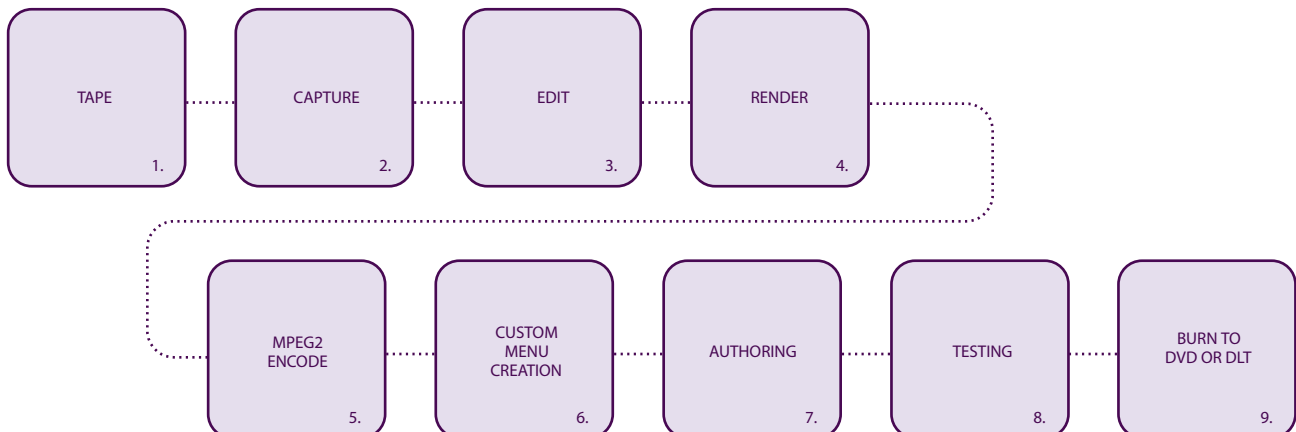 TAPE
1.
CAPTURE
2.
EDIT
3.
RENDER
4.
MPEG2
ENCODE
5.
CUSTOM
MENU
CREATION
6.
AUTHORING
7.
TESTING
8.
BURN TO
DVD OR DLT
9.